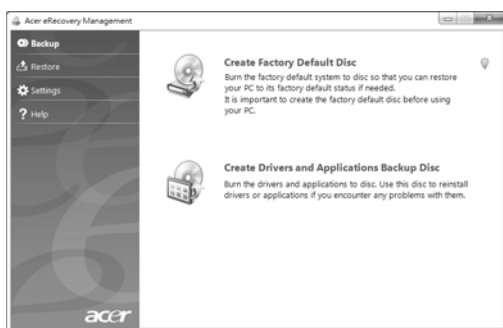 Acer eRecovery Management
Backup
Restore
Settings
Help
Create Factory Default Disc
Burn the factory default system to disc so that you can restore
your PC to its factory default status if needed.
It is important to create the factory default disc before using
your PC.
Create Drivers and Applications Backup Disc
Burn the drivers and applications to disc. Use this disc to reinstall
drivers or applications if you encounter any problems with them.
acer